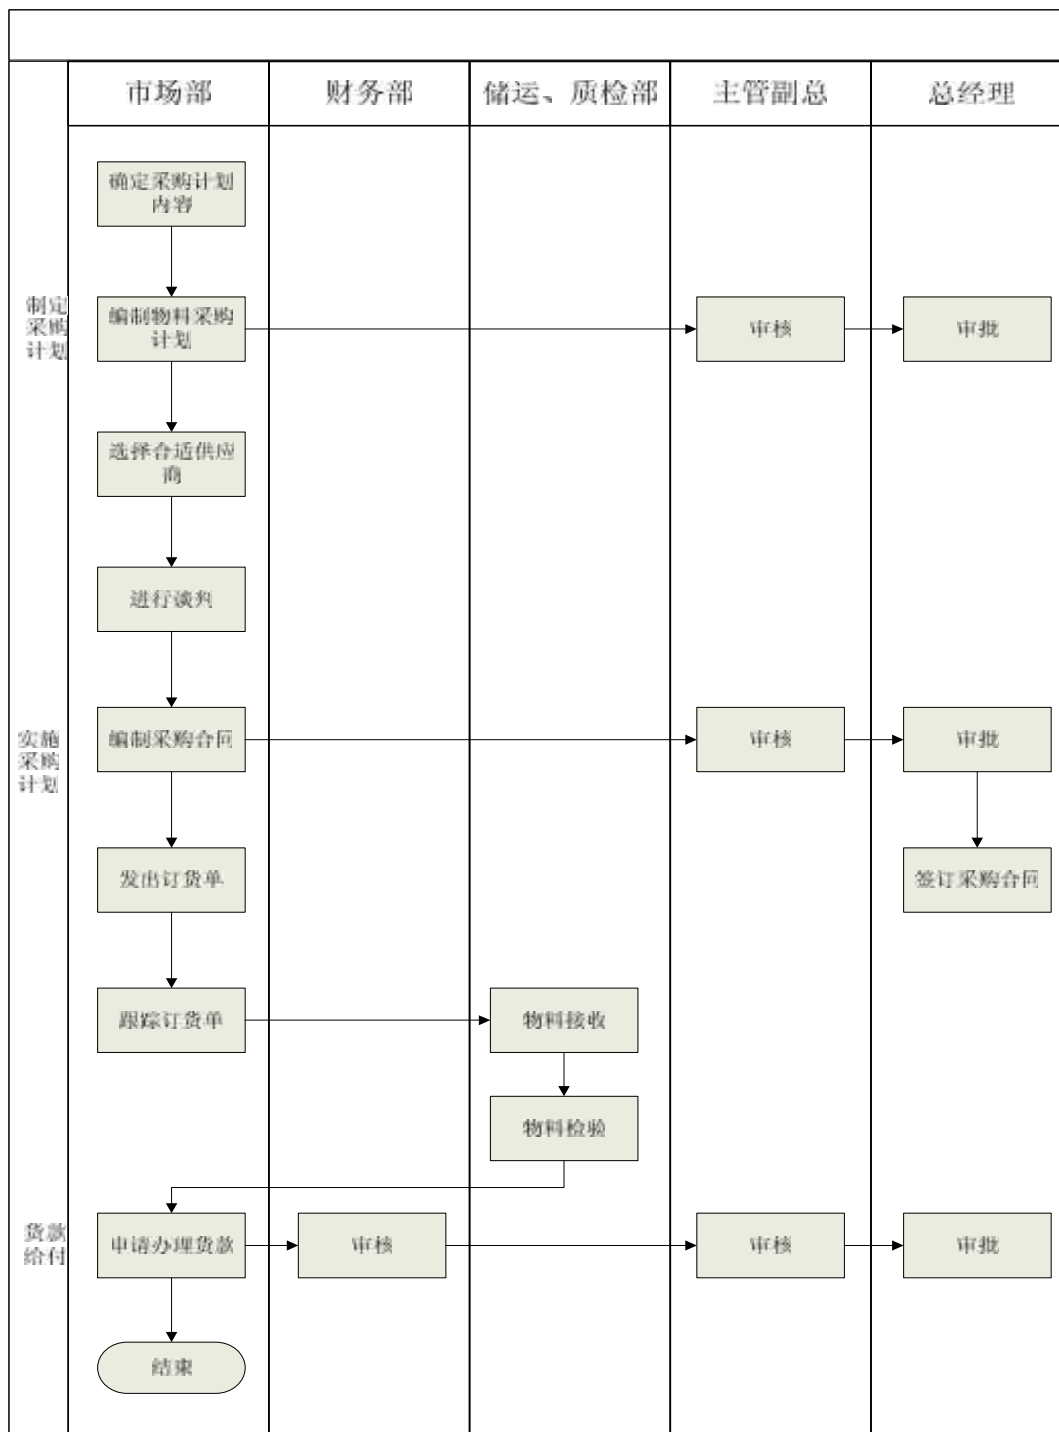 市场部
财务部
储运、质检部
主管副总
总经理
确定采购计划
内容
制定
采购
计划
编制物料采购
计划
审核
审批
选择合适供应
商
进行谈判
实施
采购
计划
编制采购合同
审核
审批
发出订货单
签订采购合同
跟踪订货单
物料接收
物料检验
货款
给付
申请办理货款
审核
审核
审批
结束